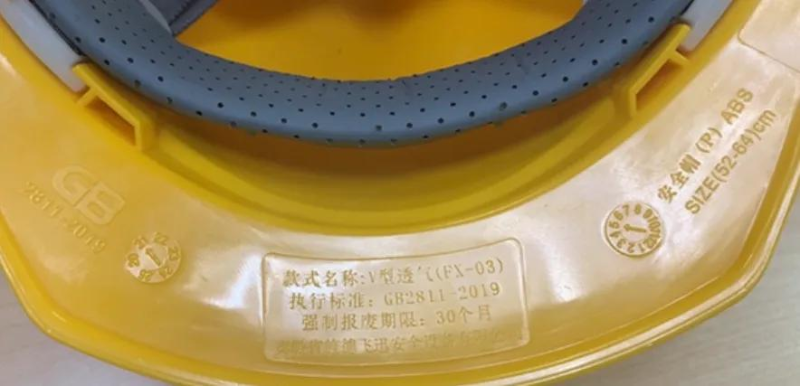 GB
2811-2019
款式名称：V型透气(FX-03)
执行标准：GB2811-2019
强制报废期限：30个月
安全帽（P）ABS
SIZE(52-64)cm